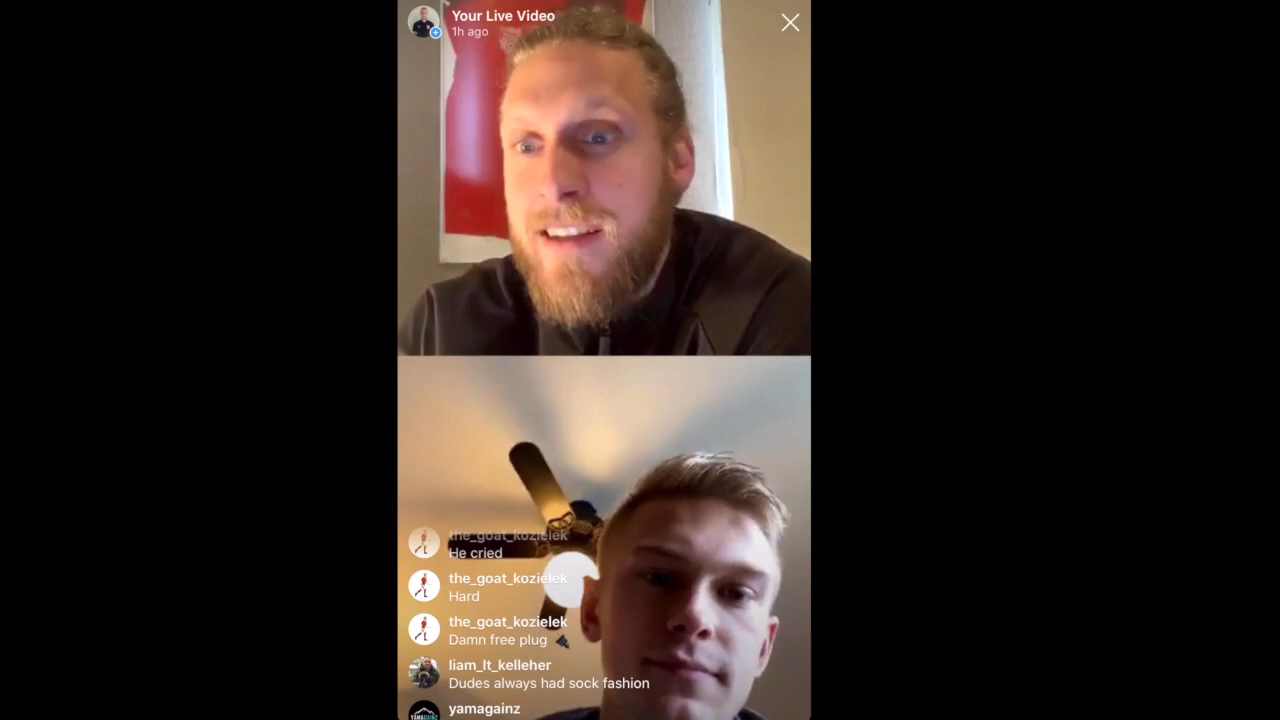 Your Live Video
1h ago
the_goat_kozielek
He cried
the_goat_kozielek
Hard
the_goat_kozielek
Damn free plug
liam_lt_kelleher
Dudes always had sock fashion
yamagainz
YAMAGAINZ